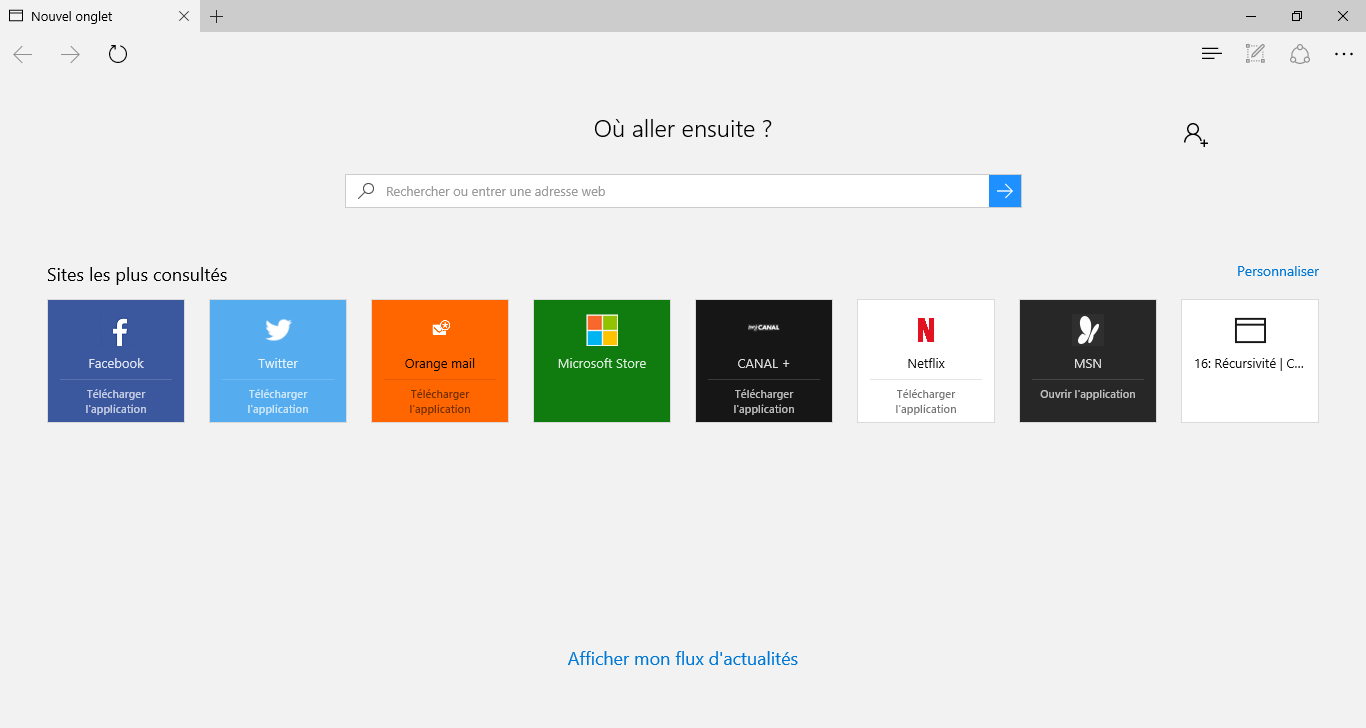 Nouvel onglet
Où aller ensuite ?
Rechercher ou entrer une adresse web
Sites les plus consultés
Personnaliser
Facebook
Télécharger
l'application
Twitter
Télécharger
l'application
Orange mail
Télécharger
l'application
Microsoft Store
CANAL
CANAL +
Télécharger
l'application
N
Netflix
Télécharger
l'application
MSN
Ouvrir l'application
16: Récursivité | C...
Afficher mon flux d'actualités